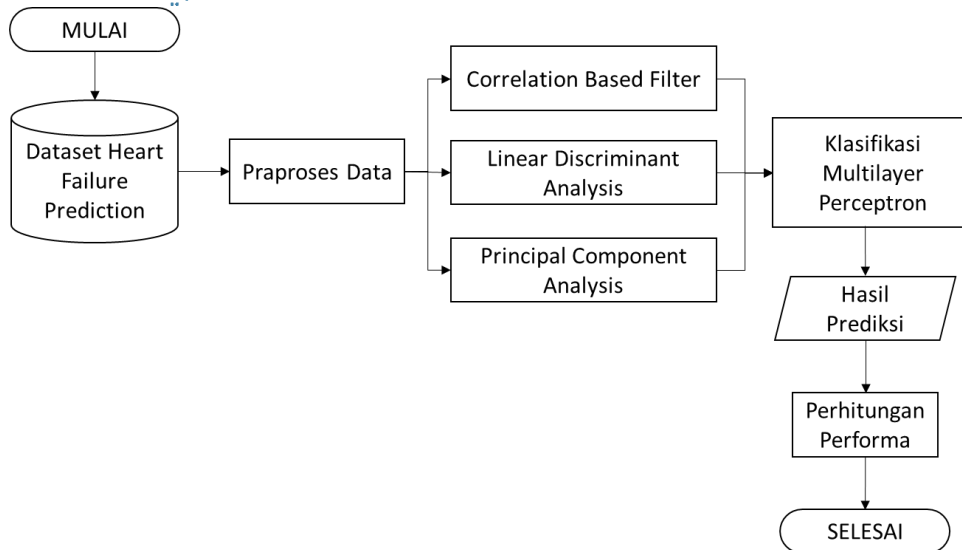 MULAI
Dataset Heart
Failure
Prediction
Praproses Data
Correlation Based Filter
Linear Discriminant
Analysis
Principal Component
Analysis
Klasifikasi
Multilayer
Perceptron
Hasil
Prediksi
Perhitungan
Performa
SELESAI